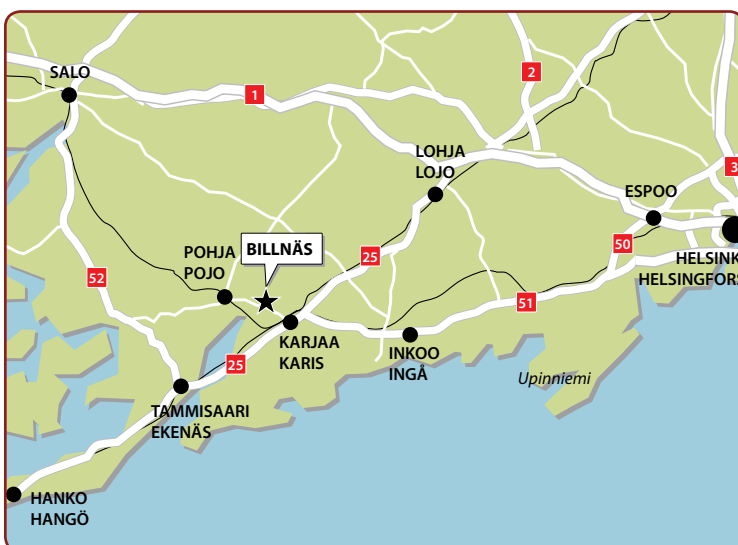 SALO
1
2
LOHJA
LOJO
3
ESPOO
POHJA
POJO
BILLNÄS
25
50
HELSINK
HELSINGFORS
52
51
KARJAA
KARIS
INKOO
INGÅ
25
Upinniemi
TAMMISAARI
EKENÄS
HANKO
HANGÖ